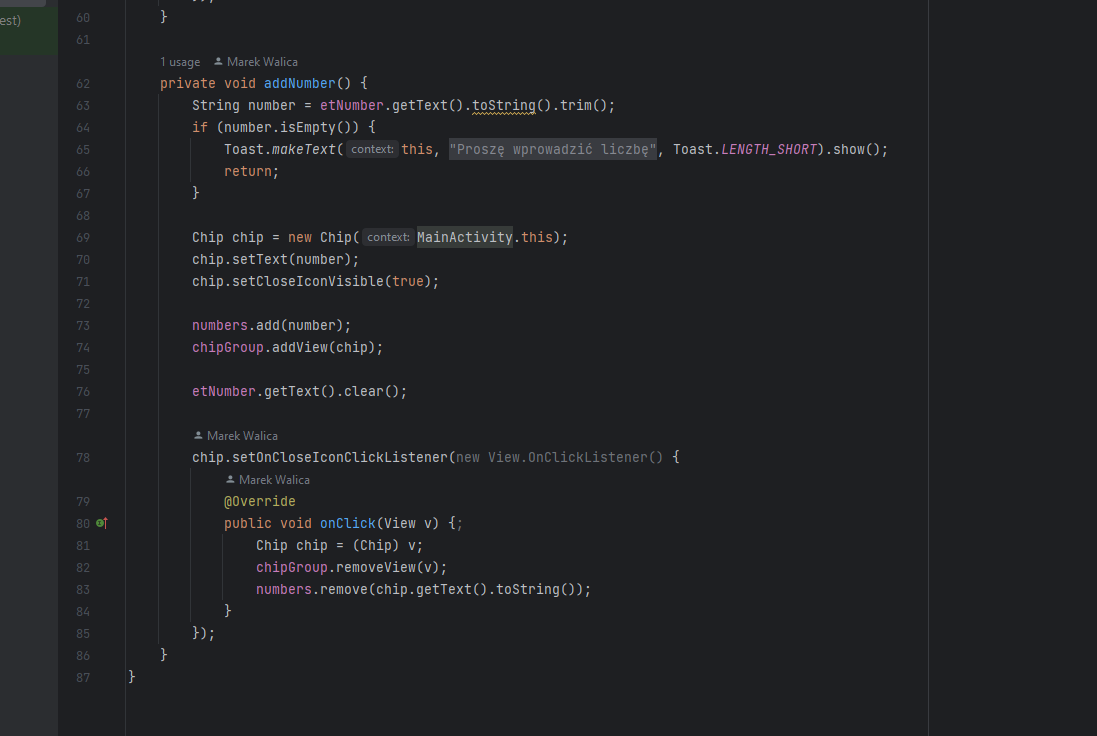 est)
60 }
61
1 usage Marek Walica
62 private void addNumber() {
63 String number = etNumber.getText().toString().trim();
64 if (number.isEmpty()) {
65 Toast.makeText( context: this, "Proszę wprowadzić liczbę", Toast.LENGTH_SHORT).show();
66 return;
67 }
68
69 Chip chip = new Chip( context: MainActivity.this);
70 chip.setText(number);
71 chip.setCloseIconVisible(true);
72
73 numbers.add(number);
74 chipGroup.addView(chip);
75
76 etNumber.getText().clear();
77
Marek Walica
78 chip.setOnCloseIconClickListener(new View.OnClickListener() {
Marek Walica
79 @Override
80 public void onClick(View v) {;
81 Chip chip = (Chip) v;
82 chipGroup.removeView(v);
83 numbers.remove(chip.getText().toString());
84 }
85 });
86 }
87 }